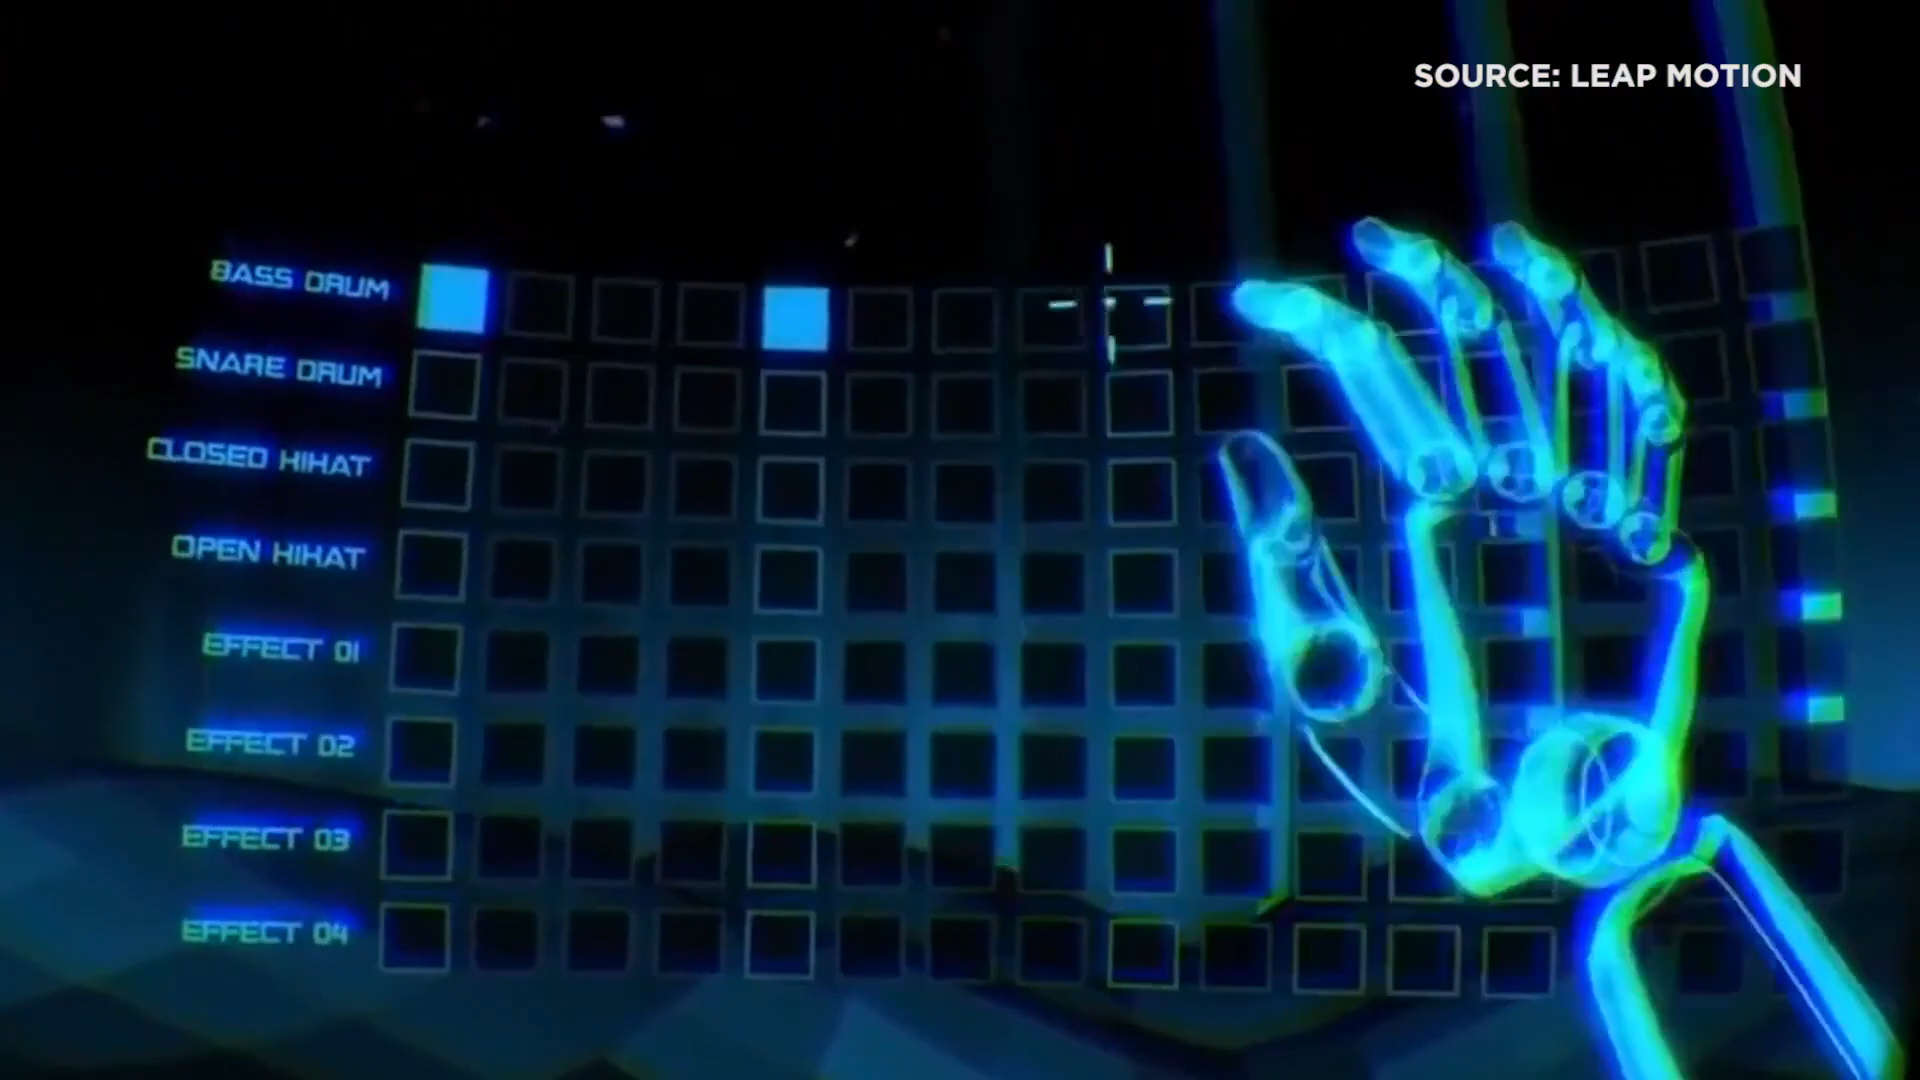 SOURCE: LEAP MOTION
BASS DRUM
SNARE DRUM
CLOSED HIHAT
OPEN HIHAT
EFFECT 01
EFFECT 02
EFFECT 03
EFFECT 04